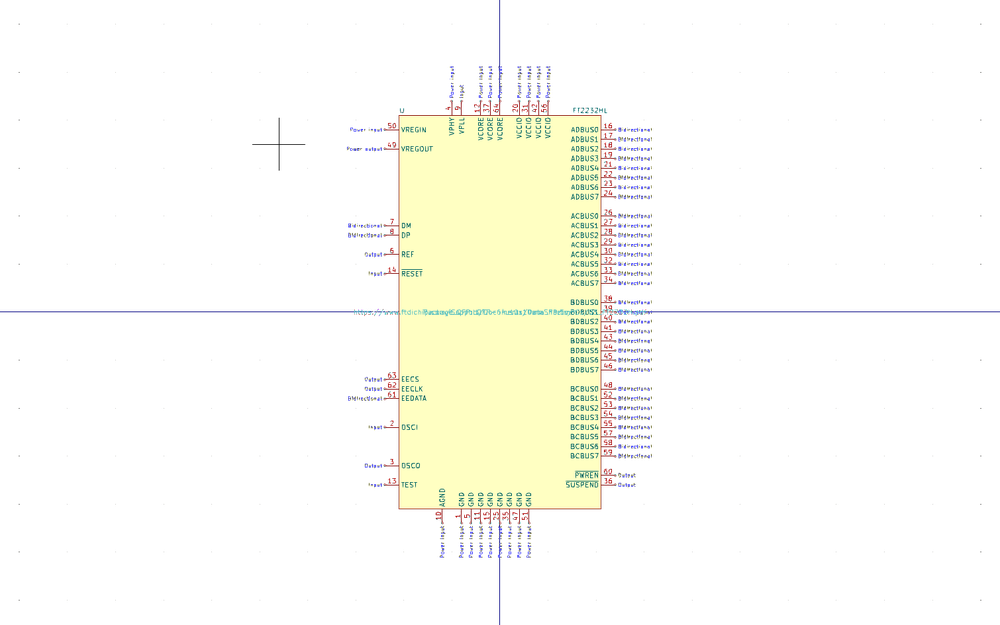 Power input Input Power input Power input Power input Power input Power input Power input Power input
4 9 12 37 64 20 31 42 56
U FT2232HL
VPHY VPLL VCORE VCORE VCORE VCCIO VCCIO VCCIO VCCIO
Power input 50 VREGIN ADBUS0 16 Bidirectional
ADBUS1 17 Bidirectional
Power output 49 VREGOUT ADBUS2 18 Bidirectional
ADBUS3 19 Bidirectional
ADBUS4 21 Bidirectional
ADBUS5 22 Bidirectional
ADBUS6 23 Bidirectional
ADBUS7 24 Bidirectional
ACBUS0 26 Bidirectional
Bidirectional 7 DM ACBUS1 27 Bidirectional
Bidirectional 8 DP ACBUS2 28 Bidirectional
ACBUS3 29 Bidirectional
Output 6 REF ACBUS4 30 Bidirectional
ACBUS5 32 Bidirectional
Input 14 RESET ACBUS6 33 Bidirectional
ACBUS7 34 Bidirectional
BDBUS0 38 Bidirectional
BDBUS1 39 Bidirectional
BDBUS2 40 Bidirectional
BDBUS3 41 Bidirectional
BDBUS4 43 Bidirectional
BDBUS5 44 Bidirectional
BDBUS6 45 Bidirectional
BDBUS7 46 Bidirectional
Output 63 EECS
Output 62 EECLK BCBUS0 48 Bidirectional
Bidirectional 61 EEDATA BCBUS1 52 Bidirectional
BCBUS2 53 Bidirectional
BCBUS3 54 Bidirectional
Input 2 OSCI BCBUS4 55 Bidirectional
BCBUS5 57 Bidirectional
BCBUS6 58 Bidirectional
BCBUS7 59 Bidirectional
Output 3 OSCO
PWREN 60 Output
Input 13 TEST SUSPEND 36 Output
AGND GND GND GND GND GND GND GND GND
10 1 5 11 15 25 35 47 51
Power input Power input Power input Power input Power input Power input Power input Power input Power input